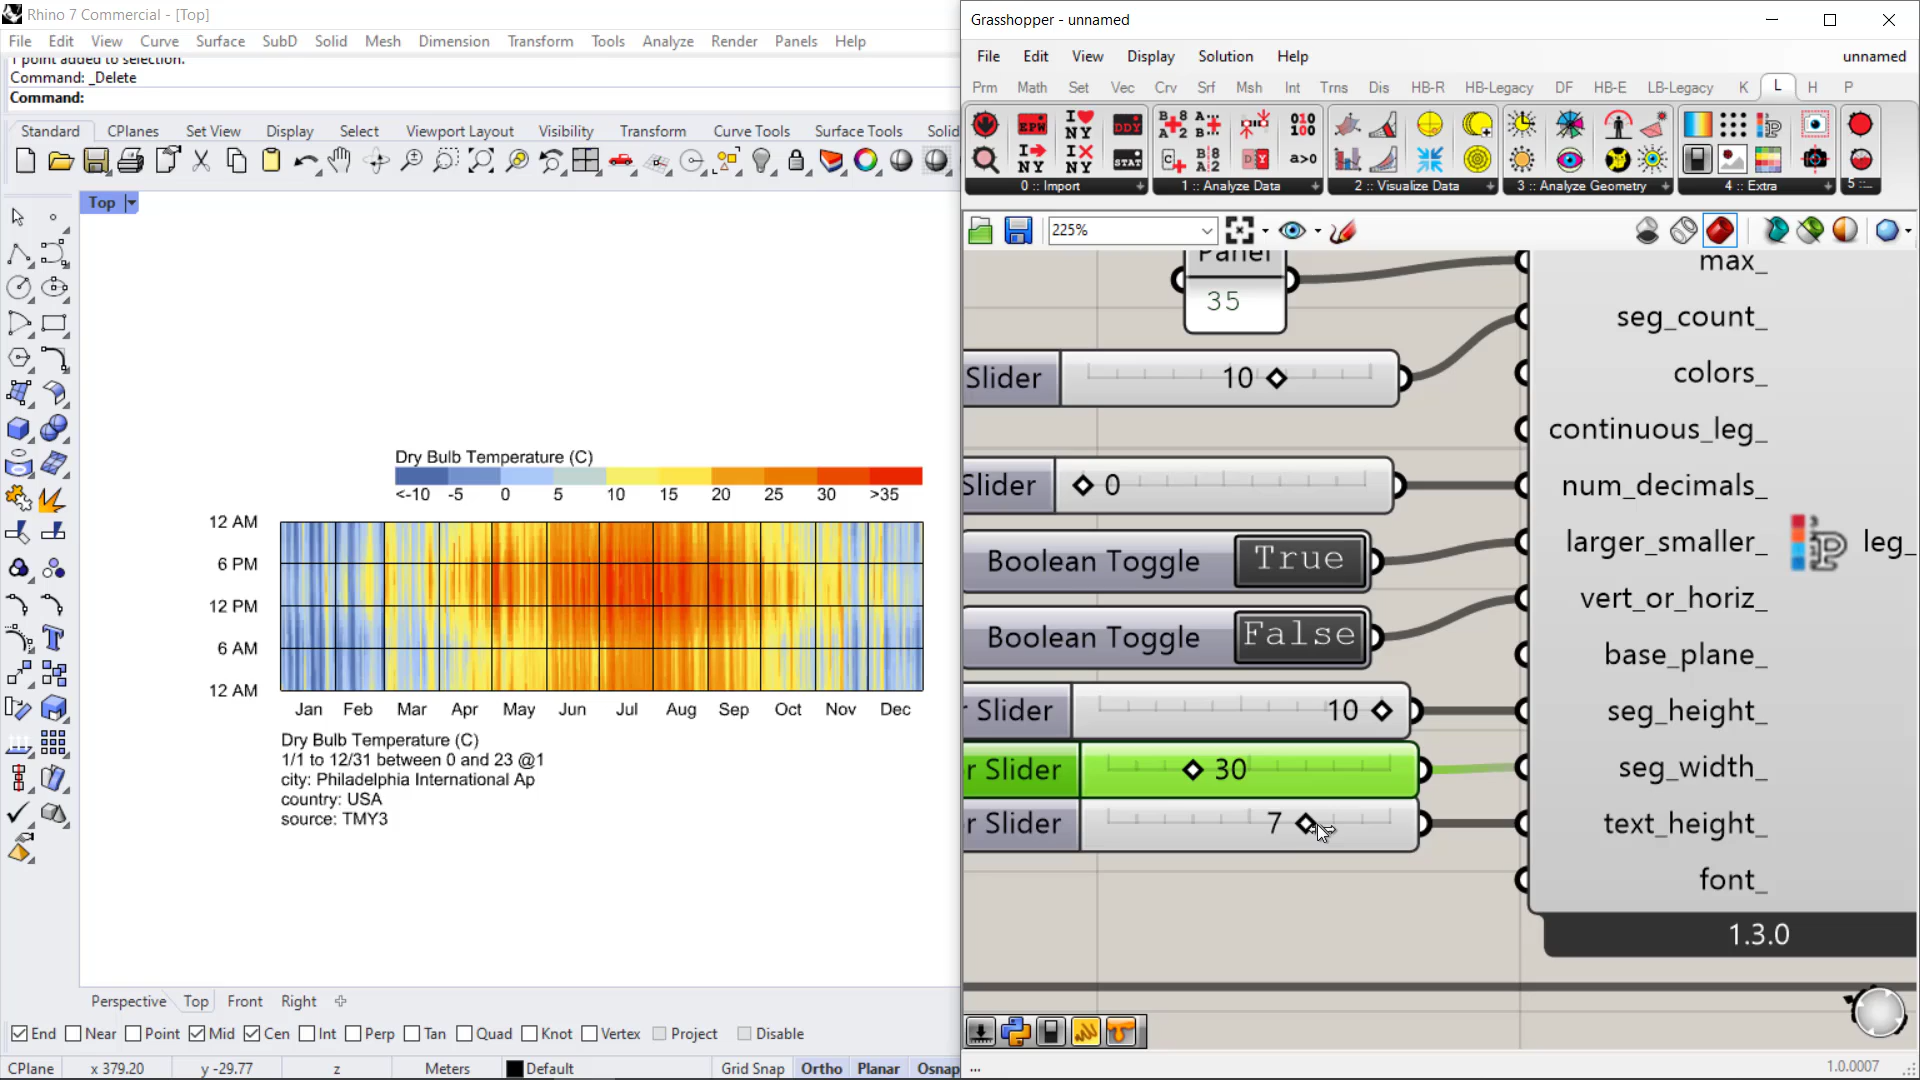 Rhino 7 Commercial - [Top]
File Edit View Curve Surface SubD Solid Mesh Dimension Transform Tools Analyze Render Panels Help
1 point added to selection.
Command: _Delete
Command:
Standard CPlanes Set View Display Select Viewport Layout Visibility Transform Curve Tools Surface Tools Solid
Top
Dry Bulb Temperature (C)
<-10 -5 0 5 10 15 20 25 30 >35
12 AM
6 PM
12 PM
6 AM
12 AM
Jan Feb Mar Apr May Jun Jul Aug Sep Oct Nov Dec
Dry Bulb Temperature (C)
1/1 to 12/31 between 0 and 23 @1
city: Philadelphia International Ap
country: USA
source: TMY3
Perspective Top Front Right
End Near Point Mid Cen Int Perp Tan Quad Knot Vertex Project Disable
CPlane x 379.20 y -29.77 z Meters Default Grid Snap Ortho Planar Osnap
Grasshopper - unnamed
File Edit View Display Solution Help unnamed
Prm Math Set Vec Crv Srf Msh Int Trns Dis HB-R HB-Legacy DF HB-E LB-Legacy K L H P
0 :: Import 1 :: Analyze Data 2 :: Visualize Data 3 :: Analyze Geometry 4 :: Extra 5 ::
225%
Panel
35
max_
seg_count_
Slider 10
colors_
continuous_leg_
Slider 0
num_decimals_
Boolean Toggle True
larger_smaller_
leg_
Boolean Toggle False
vert_or_horiz_
base_plane_
Slider 10
seg_height_
r Slider 30
seg_width_
r Slider 7
text_height_
font_
1.3.0
...
1.0.0007